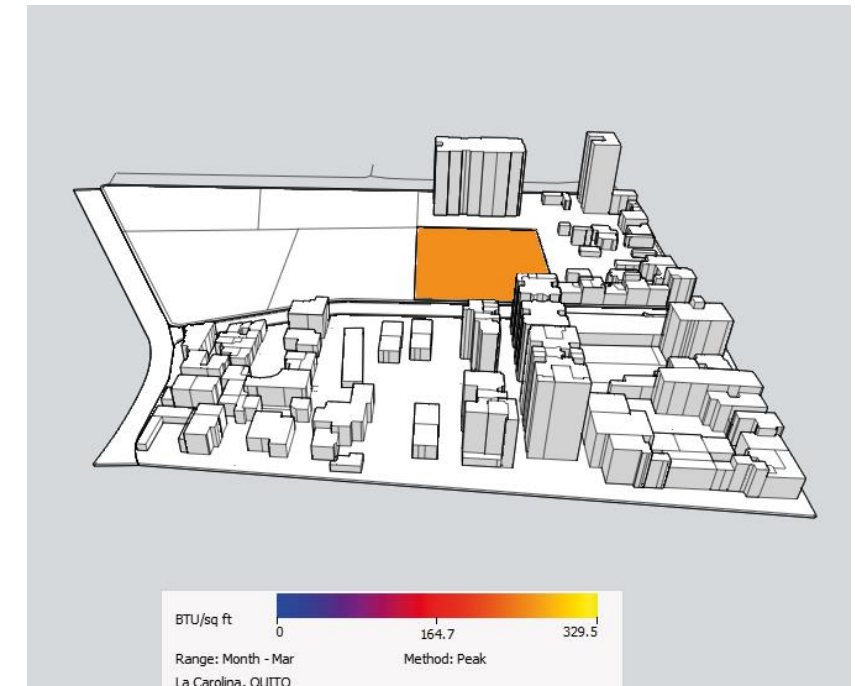 BTU/sq ft
0 164.7 329.5
Range: Month - Mar Method: Peak
La Carolina, QUITO